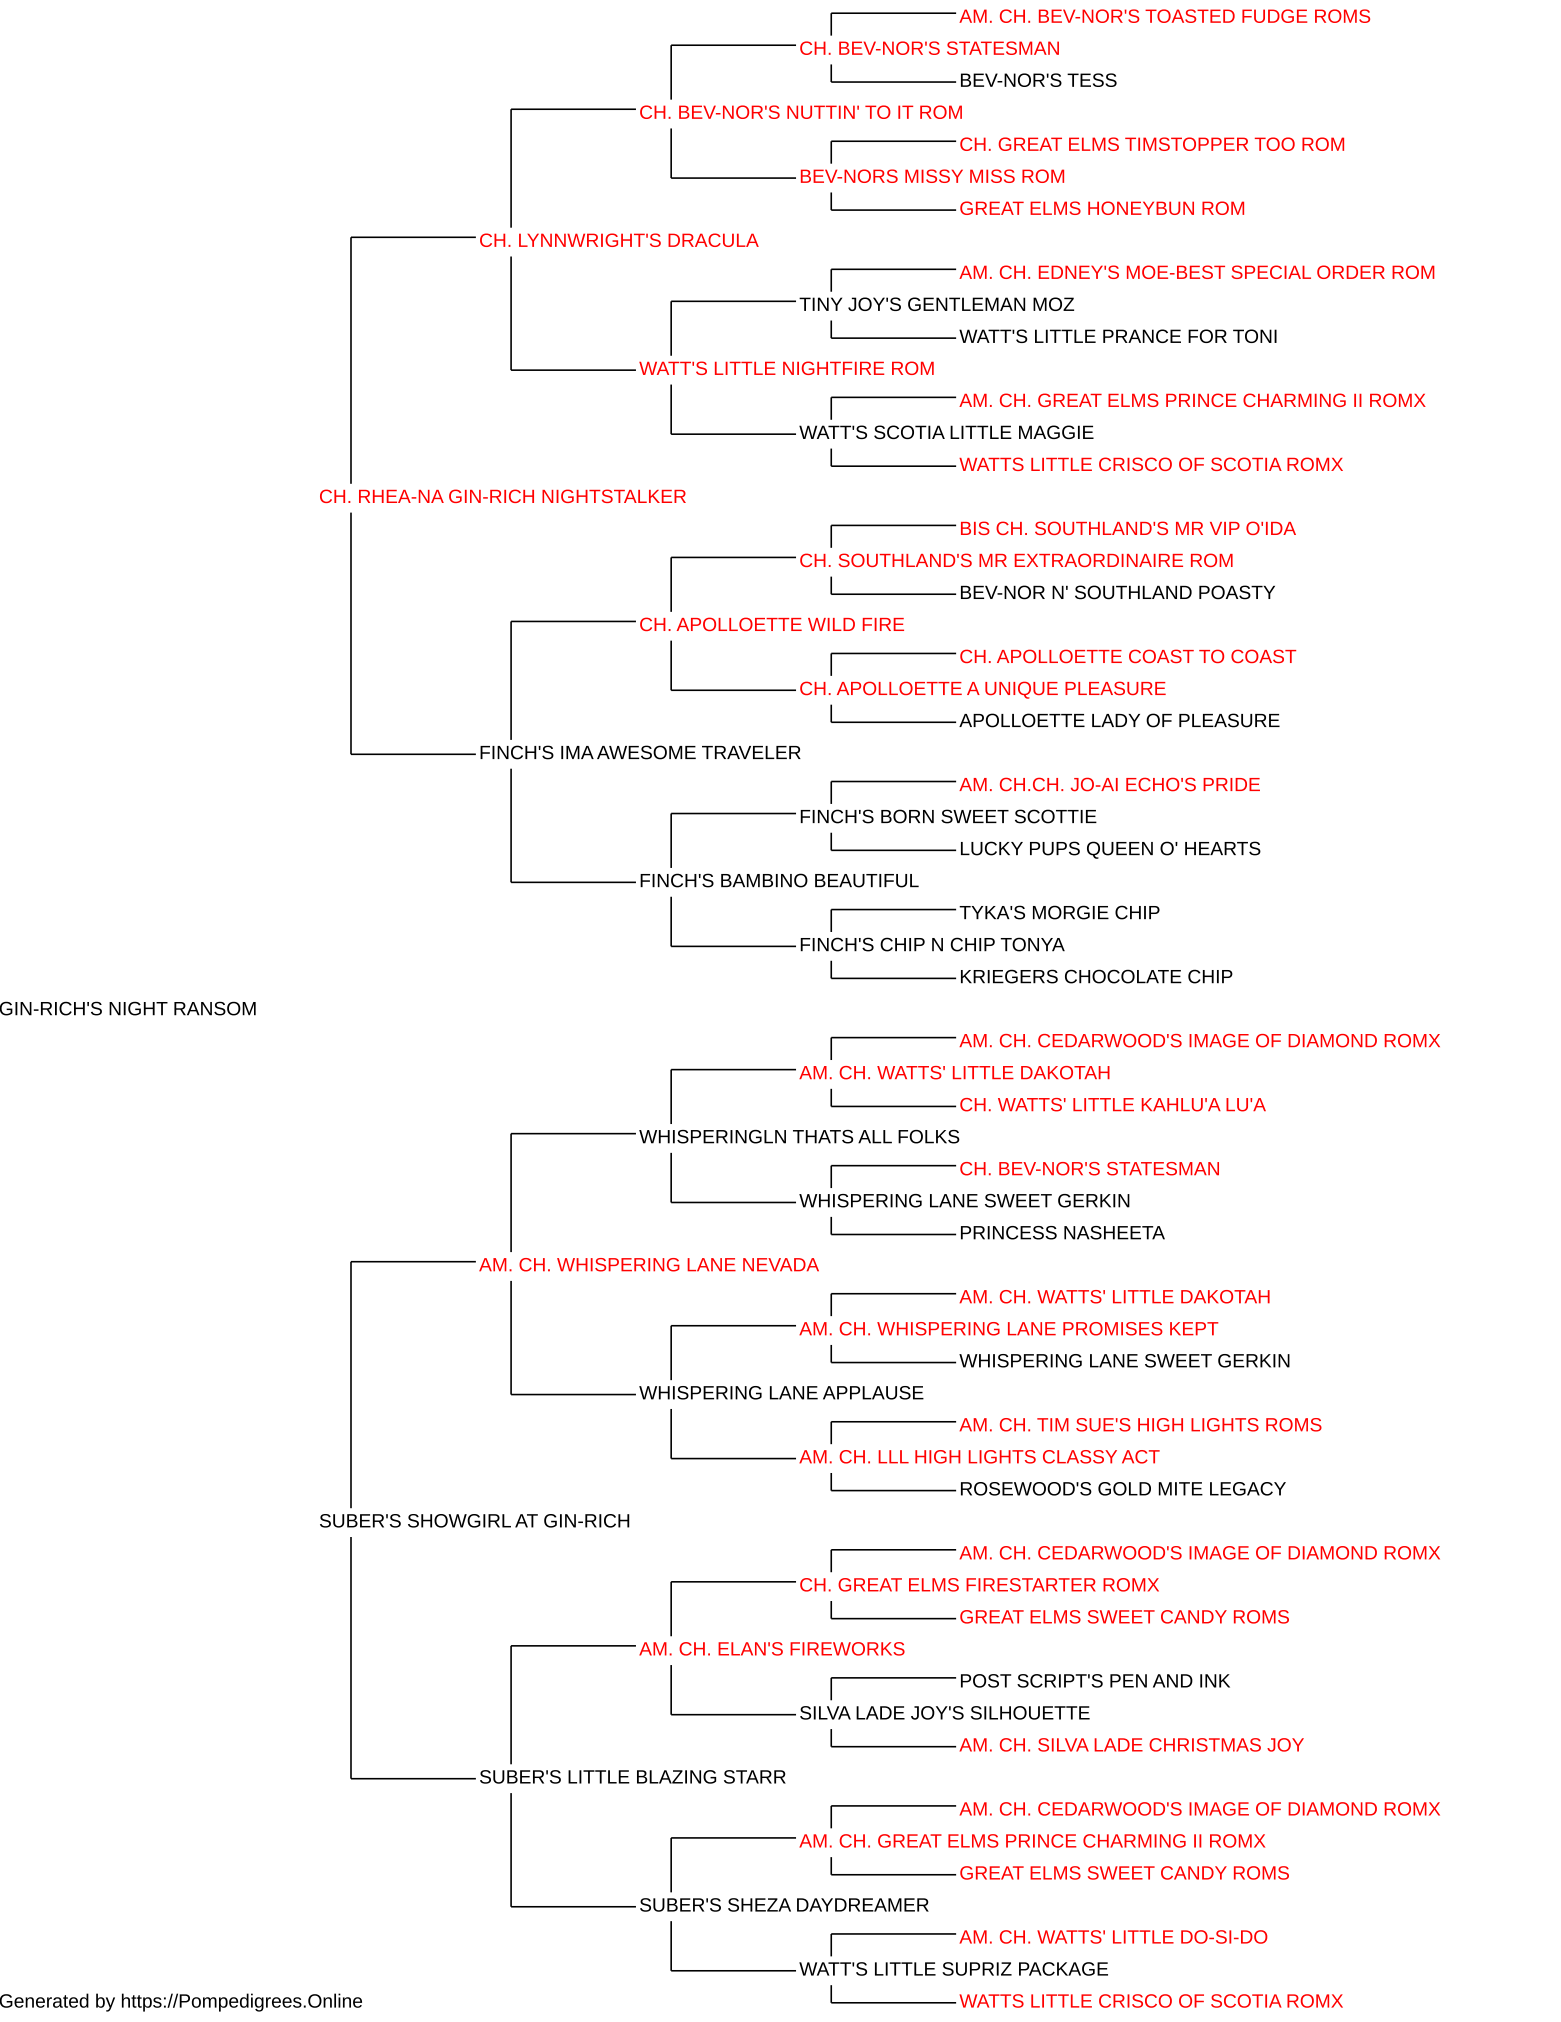 AM. CH. BEV-NOR'S TOASTED FUDGE ROMS
CH. BEV-NOR'S STATESMAN
BEV-NOR'S TESS
CH. BEV-NOR'S NUTTIN' TO IT ROM
CH. GREAT ELMS TIMSTOPPER TOO ROM
BEV-NORS MISSY MISS ROM
GREAT ELMS HONEYBUN ROM
CH. LYNNWRIGHT'S DRACULA
AM. CH. EDNEY'S MOE-BEST SPECIAL ORDER ROM
TINY JOY'S GENTLEMAN MOZ
WATT'S LITTLE PRANCE FOR TONI
WATT'S LITTLE NIGHTFIRE ROM
AM. CH. GREAT ELMS PRINCE CHARMING II ROMX
WATT'S SCOTIA LITTLE MAGGIE
WATTS LITTLE CRISCO OF SCOTIA ROMX
CH. RHEA-NA GIN-RICH NIGHTSTALKER
BIS CH. SOUTHLAND'S MR VIP O'IDA
CH. SOUTHLAND'S MR EXTRAORDINAIRE ROM
BEV-NOR N' SOUTHLAND POASTY
CH. APOLLOETTE WILD FIRE
CH. APOLLOETTE COAST TO COAST
CH. APOLLOETTE A UNIQUE PLEASURE
APOLLOETTE LADY OF PLEASURE
FINCH'S IMA AWESOME TRAVELER
AM. CH.CH. JO-AI ECHO'S PRIDE
FINCH'S BORN SWEET SCOTTIE
LUCKY PUPS QUEEN O' HEARTS
FINCH'S BAMBINO BEAUTIFUL
TYKA'S MORGIE CHIP
FINCH'S CHIP N CHIP TONYA
KRIEGERS CHOCOLATE CHIP
GIN-RICH'S NIGHT RANSOM
AM. CH. CEDARWOOD'S IMAGE OF DIAMOND ROMX
AM. CH. WATTS' LITTLE DAKOTAH
CH. WATTS' LITTLE KAHLU'A LU'A
WHISPERINGLN THATS ALL FOLKS
CH. BEV-NOR'S STATESMAN
WHISPERING LANE SWEET GERKIN
PRINCESS NASHEETA
AM. CH. WHISPERING LANE NEVADA
AM. CH. WATTS' LITTLE DAKOTAH
AM. CH. WHISPERING LANE PROMISES KEPT
WHISPERING LANE SWEET GERKIN
WHISPERING LANE APPLAUSE
AM. CH. TIM SUE'S HIGH LIGHTS ROMS
AM. CH. LLL HIGH LIGHTS CLASSY ACT
ROSEWOOD'S GOLD MITE LEGACY
SUBER'S SHOWGIRL AT GIN-RICH
AM. CH. CEDARWOOD'S IMAGE OF DIAMOND ROMX
CH. GREAT ELMS FIRESTARTER ROMX
GREAT ELMS SWEET CANDY ROMS
AM. CH. ELAN'S FIREWORKS
POST SCRIPT'S PEN AND INK
SILVA LADE JOY'S SILHOUETTE
AM. CH. SILVA LADE CHRISTMAS JOY
SUBER'S LITTLE BLAZING STARR
AM. CH. CEDARWOOD'S IMAGE OF DIAMOND ROMX
AM. CH. GREAT ELMS PRINCE CHARMING II ROMX
GREAT ELMS SWEET CANDY ROMS
SUBER'S SHEZA DAYDREAMER
AM. CH. WATTS' LITTLE DO-SI-DO
WATT'S LITTLE SUPRIZ PACKAGE
WATTS LITTLE CRISCO OF SCOTIA ROMX
Generated by https://Pompedigrees.Online